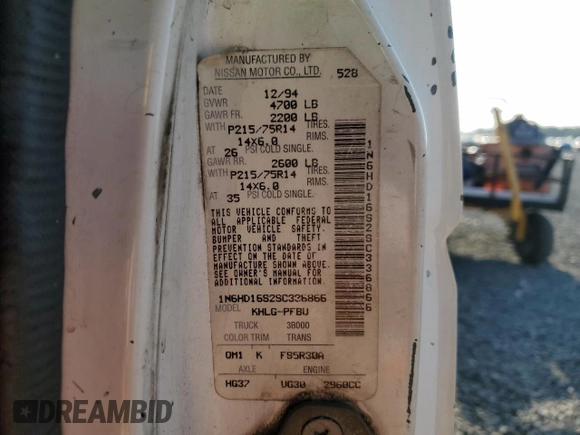 MANUFACTURED BY
NISSAN MOTOR CO., LTD. 528
DATE 12/94
GVWR 4700 LB
GAWR FR. 2200 LB
WITH P215/75R14 TIRES.
14X6.0 RIMS.
AT 26 PSI COLD SINGLE.
GAWR RR. 2600 LB
WITH P215/75R14 TIRES.
14X6.0 RIMS.
AT 35 PSI COLD SINGLE.
THIS VEHICLE CONFORMS TO
ALL APPLICABLE FEDERAL
MOTOR VEHICLE SAFETY,
BUMPER AND THEFT
PREVENTION STANDARDS IN
EFFECT ON THE DATE OF
MANUFACTURE SHOWN ABOVE.
SEE OWNER'S MANUAL FOR
ADDITIONAL INFORMATION.
1N6HD16S2SC336866
MODEL KHLG-PFBU
TRUCK 38000
COLOR TRIM TRANS
QM1 K FS5R30A
AXLE ENGINE
HG37 VG30 2960CC
1N6HD16S2SC336866
DREAMBID